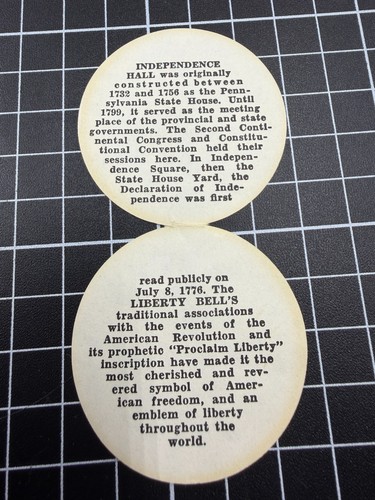 INDEPENDENCE
HALL was originally
constructed between
1732 and 1756 as the Penn-
sylvania State House. Until
1799, it served as the meeting
place of the provincial and state
governments. The Second Conti-
nental Congress and Constitu-
tional Convention held their
sessions here. In Indepen-
dence Square, then the
State House Yard, the
Declaration of Inde-
pendence was first
read publicly on
July 8, 1776. The
LIBERTY BELL'S
traditional associations
with the events of the
American Revolution and
its prophetic "Proclaim Liberty"
inscription have made it the
most cherished and rev-
ered symbol of Amer-
ican freedom, and an
emblem of liberty
throughout the
world.